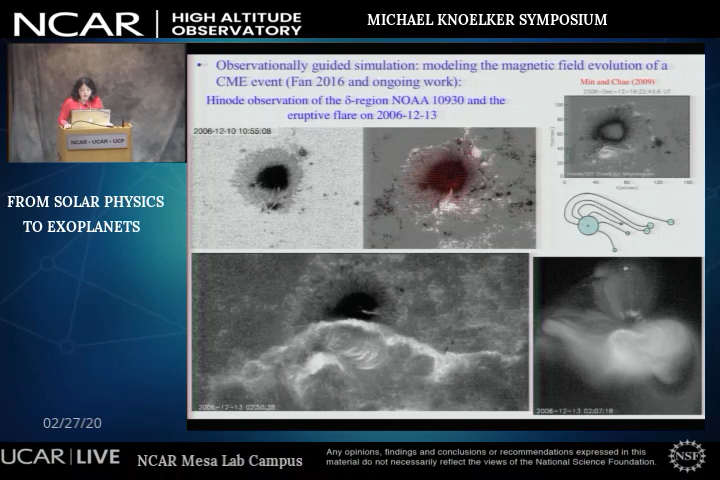 NCAR | HIGH ALTITUDE
OBSERVATORY
MICHAEL KNOELKER SYMPOSIUM
• Observationally guided simulation: modeling the magnetic field evolution of a
CME event (Fan 2016 and ongoing work):
Hinode observation of the δ-region NOAA 10930 and the
eruptive flare on 2006-12-13
Min and Chae (2009)
2006-12-10 10:55:08
NCAR - UCAR - UCP
FROM SOLAR PHYSICS
TO EXOPLANETS
2006-12-13 02:50:38
2006-12-13 02:07:18
02/27/20
UCAR | LIVE
NCAR Mesa Lab Campus
Any opinions, findings and conclusions or recommendations expressed in this
material do not necessarily reflect the views of the National Science Foundation.
NSF